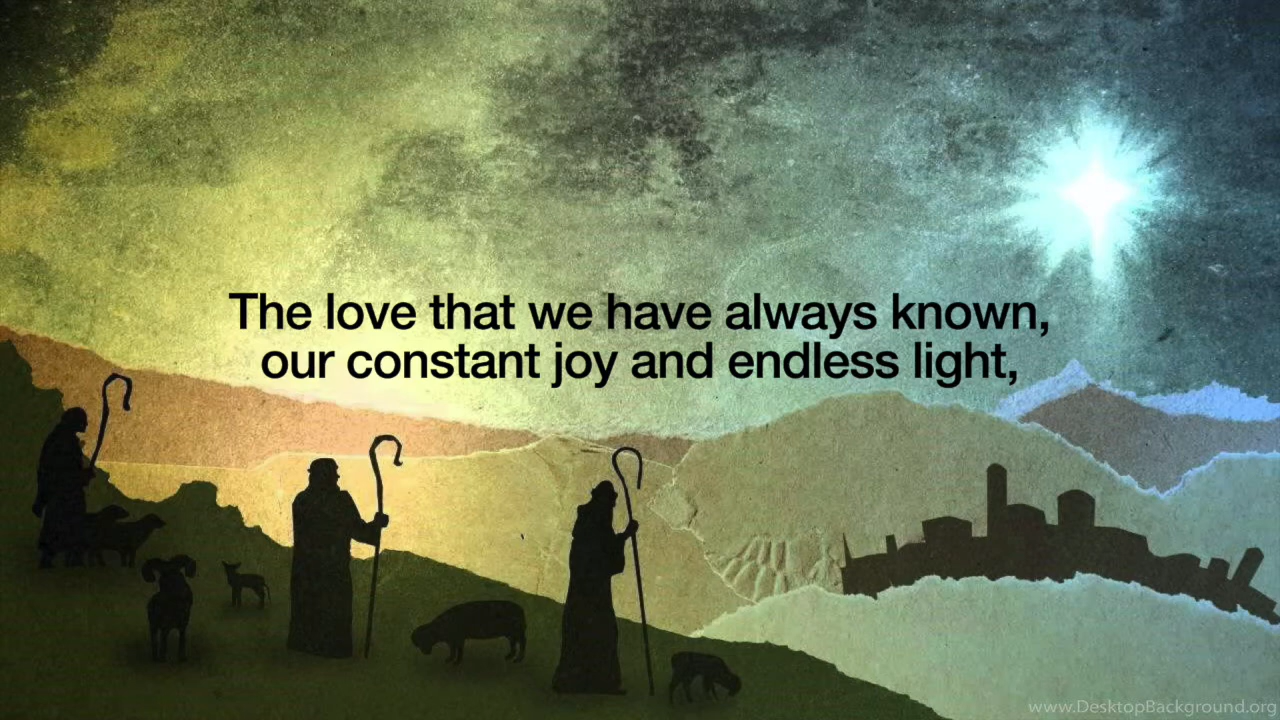 The love that we have always known,
our constant joy and endless light,
www.DesktopBackground.org